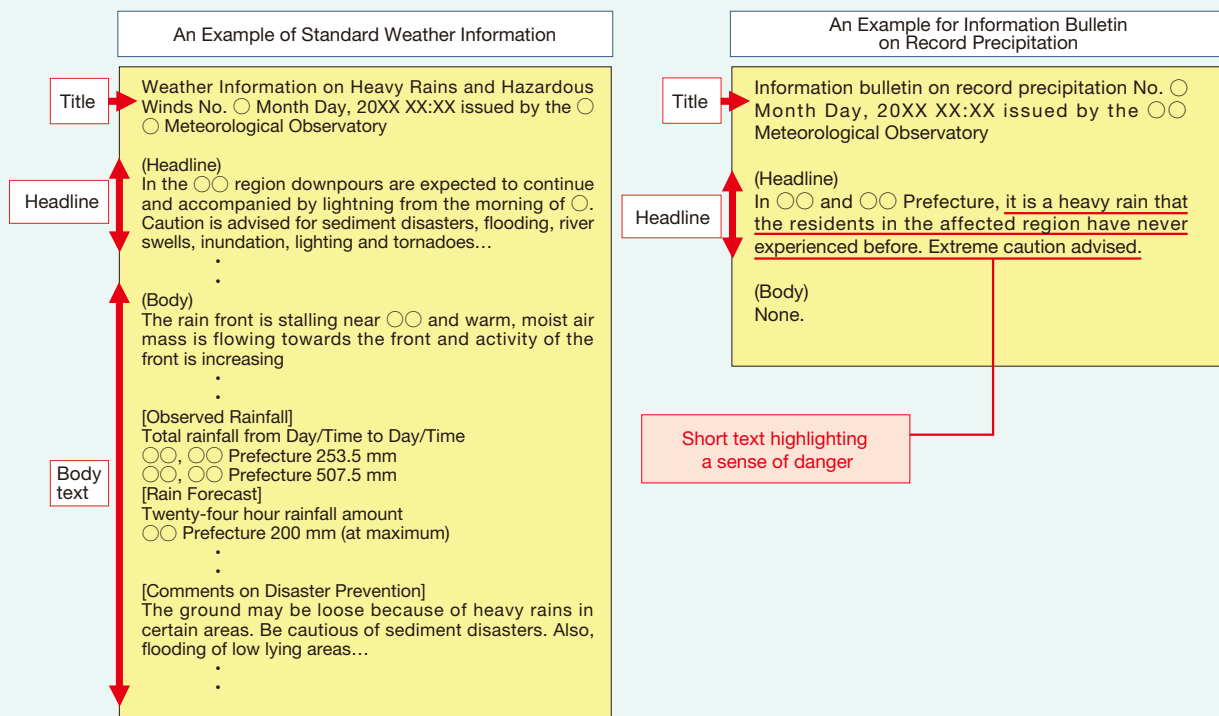 An Example of Standard Weather Information
Title
Weather Information on Heavy Rains and Hazardous
Winds No. ○ Month Day, 20XX XX:XX issued by the ○
○ Meteorological Observatory
Headline
(Headline)
In the ○○ region downpours are expected to continue
and accompanied by lightning from the morning of ○.
Caution is advised for sediment disasters, flooding, river
swells, inundation, lighting and tornadoes…
・
・
Body
text
(Body)
The rain front is stalling near ○○ and warm, moist air
mass is flowing towards the front and activity of the
front is increasing
・
・
[Observed Rainfall]
Total rainfall from Day/Time to Day/Time
○○, ○○ Prefecture 253.5 mm
○○, ○○ Prefecture 507.5 mm
[Rain Forecast]
Twenty-four hour rainfall amount
○○ Prefecture 200 mm (at maximum)
・
・
[Comments on Disaster Prevention]
The ground may be loose because of heavy rains in
certain areas. Be cautious of sediment disasters. Also,
flooding of low lying areas…
・
・
An Example for Information Bulletin
on Record Precipitation
Title
Information bulletin on record precipitation No. ○
Month Day, 20XX XX:XX issued by the ○○
Meteorological Observatory
Headline
(Headline)
In ○○ and ○○ Prefecture, it is a heavy rain that
the residents in the affected region have never
experienced before. Extreme caution advised.
(Body)
None.
Short text highlighting
a sense of danger